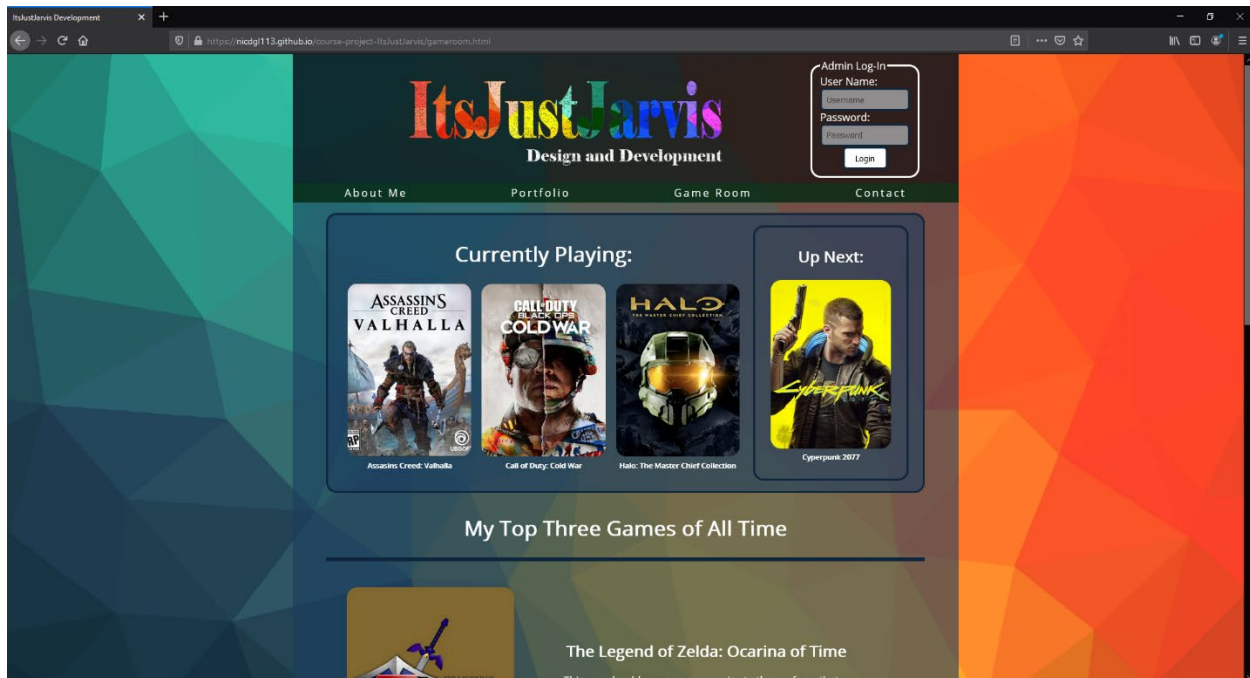 ItsJustJarvis Development
https://nicdgl113.github.io/course-project-ItsJustJarvis/gameroom.html
ItsJustJarvis
Design and Development
Admin Log-In
User Name:
Username
Password:
Password
Login
About Me Portfolio Game Room Contact
Currently Playing:
Up Next:
ASSASSIN'S
CREED
VALHALLA
RP
UBISOFT
CALL OF DUTY
BLACK OPS
COLD WAR
HALO
THE MASTER CHIEF COLLECTION
Cyberpunk
Assasins Creed: Valhalla
Call of Duty: Cold War
Halo: The Master Chief Collection
Cyperpunk 2077
My Top Three Games of All Time
The Legend of Zelda: Ocarina of Time